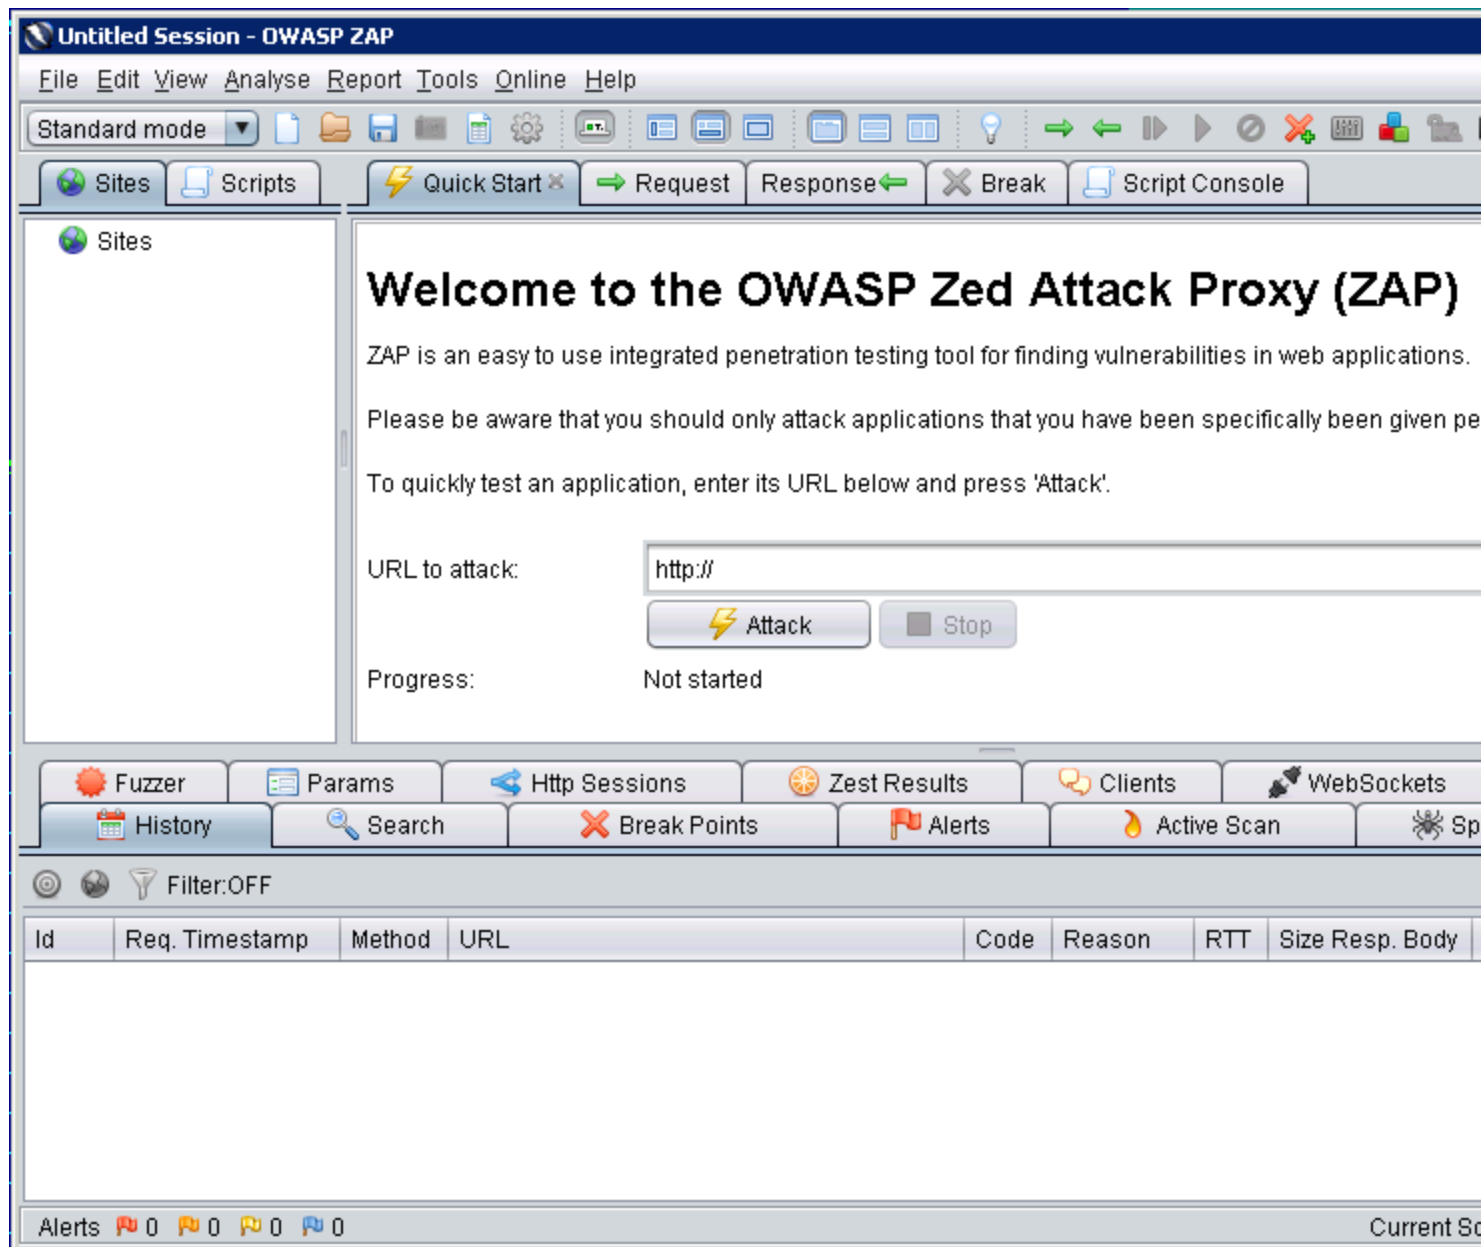 Untitled Session - OWASP ZAP
File Edit View Analyse Report Tools Online Help
Standard mode
Sites Scripts Quick Start Request Response Break Script Console
Sites
Welcome to the OWASP Zed Attack Proxy (ZAP)
ZAP is an easy to use integrated penetration testing tool for finding vulnerabilities in web applications.
Please be aware that you should only attack applications that you have been specifically been given pe
To quickly test an application, enter its URL below and press 'Attack'.
URL to attack: http://
Attack Stop
Progress: Not started
Fuzzer Params Http Sessions Zest Results Clients WebSockets
History Search Break Points Alerts Active Scan Sp
Filter:OFF
Id Req. Timestamp Method URL Code Reason RTT Size Resp. Body
Alerts 0 0 0 0 Current Sc